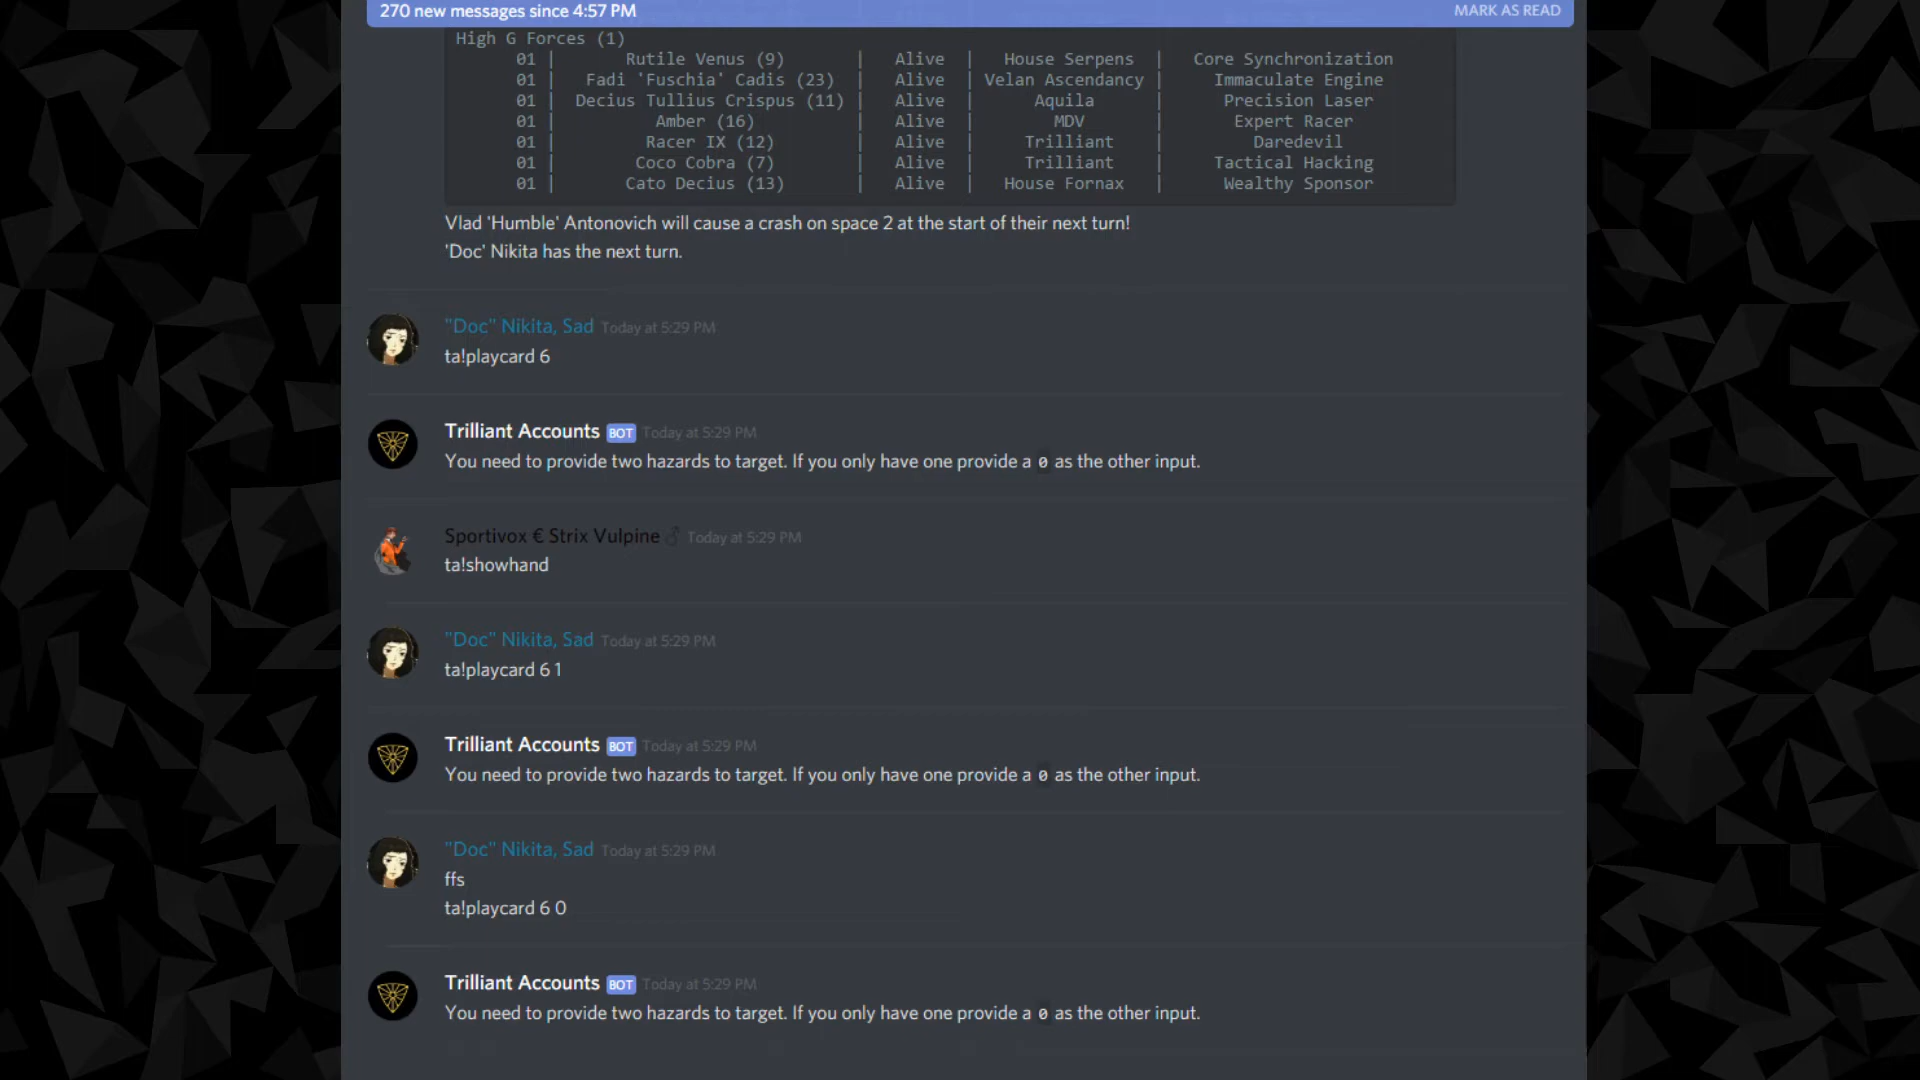 270 new messages since 4:57 PM MARK AS READ
High G Forces (1)
01 | Rutile Venus (9) | Alive | House Serpens | Core Synchronization
01 | Fadi 'Fuschia' Cadis (23) | Alive | Velan Ascendancy | Immaculate Engine
01 | Decius Tullius Crispus (11) | Alive | Aquila | Precision Laser
01 | Amber (16) | Alive | MDV | Expert Racer
01 | Racer IX (12) | Alive | Trilliant | Daredevil
01 | Coco Cobra (7) | Alive | Trilliant | Tactical Hacking
01 | Cato Decius (13) | Alive | House Fornax | Wealthy Sponsor
Vlad 'Humble' Antonovich will cause a crash on space 2 at the start of their next turn!
'Doc' Nikita has the next turn.
"Doc" Nikita, Sad Today at 5:29 PM
ta!playcard 6
Trilliant Accounts BOT Today at 5:29 PM
You need to provide two hazards to target. If you only have one provide a 0 as the other input.
Sportivox € Strix Vulpine ♂ Today at 5:29 PM
ta!showhand
"Doc" Nikita, Sad Today at 5:29 PM
ta!playcard 6 1
Trilliant Accounts BOT Today at 5:29 PM
You need to provide two hazards to target. If you only have one provide a 0 as the other input.
"Doc" Nikita, Sad Today at 5:29 PM
ffs
ta!playcard 6 0
Trilliant Accounts BOT Today at 5:29 PM
You need to provide two hazards to target. If you only have one provide a 0 as the other input.